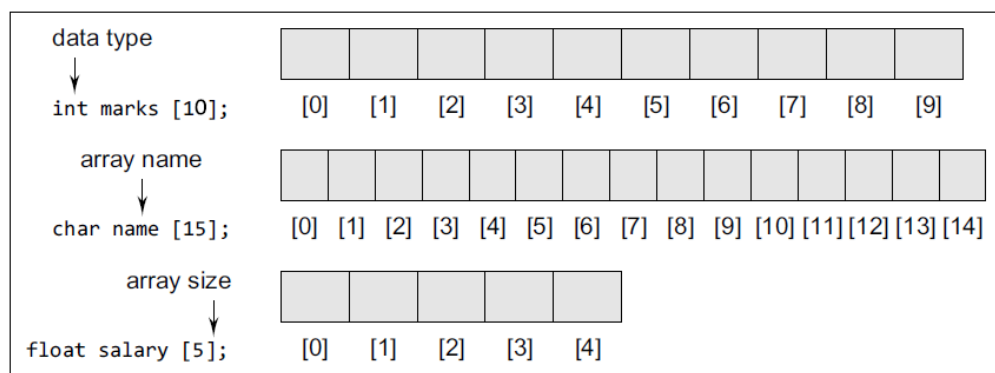 data type
int marks [10];
[0] [1] [2] [3] [4] [5] [6] [7] [8] [9]
array name
char name [15];
[0] [1] [2] [3] [4] [5] [6] [7] [8] [9] [10] [11] [12] [13] [14]
array size
float salary [5];
[0] [1] [2] [3] [4]